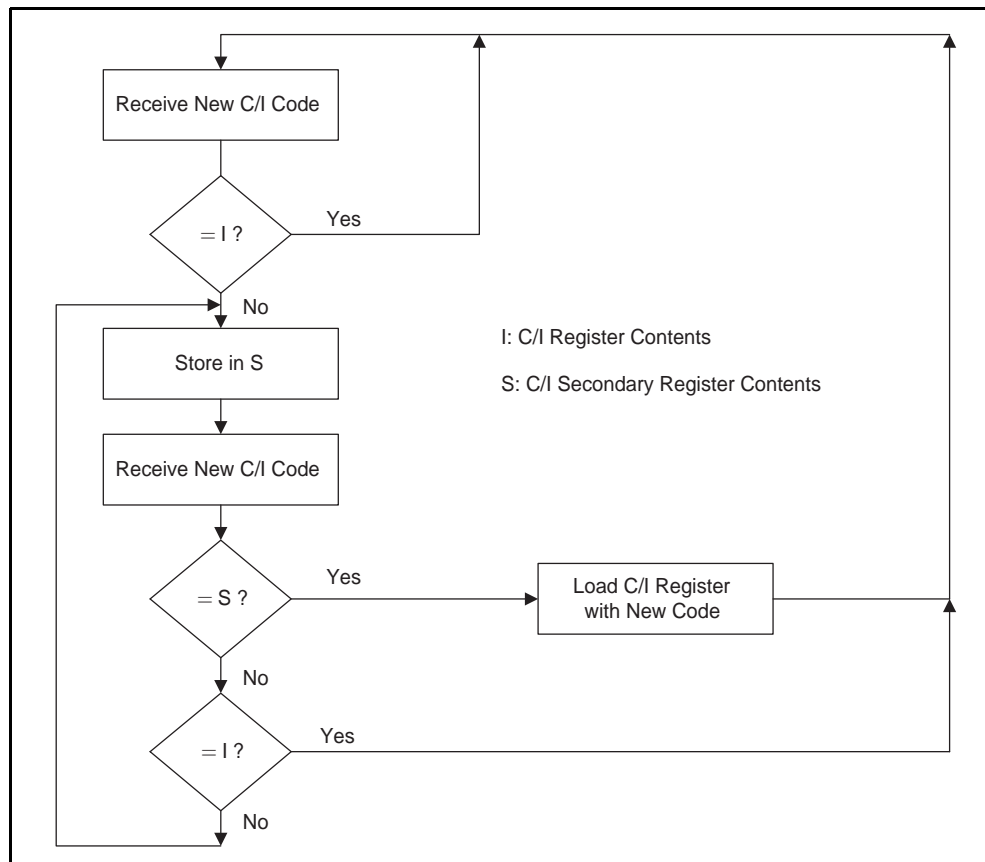 Receive New C/I Code
= I ?
Yes
No
Store in S
I: C/I Register Contents
S: C/I Secondary Register Contents
Receive New C/I Code
= S ?
Yes
Load C/I Register
with New Code
No
= I ?
Yes
No